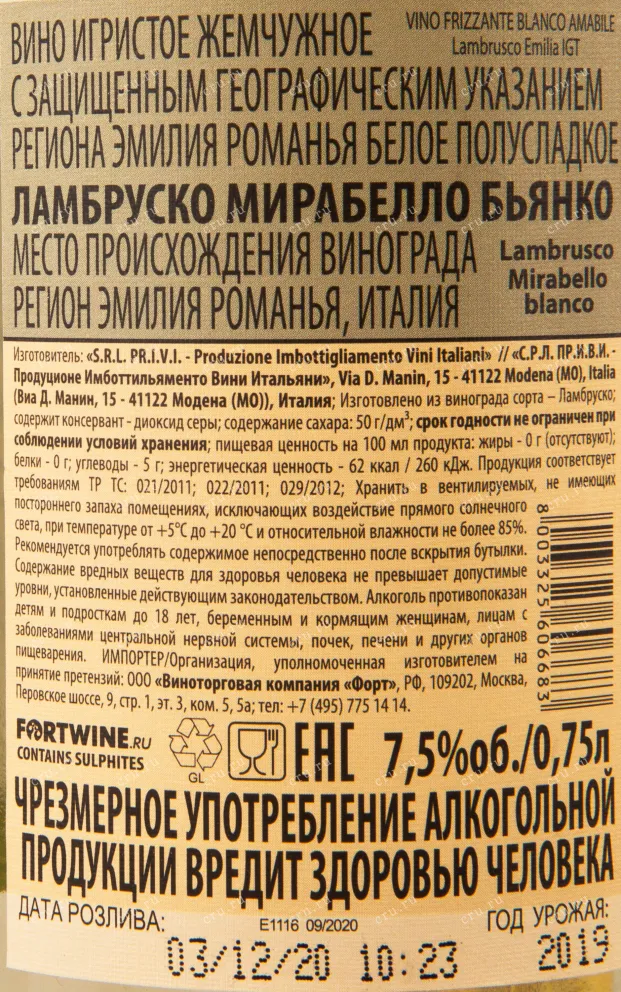 ВИНО ИГРИСТОЕ ЖЕМЧУЖНОЕ
VINO FRIZZANTE BLANCO AMABILE
Lambrusco Emilia IGT
С ЗАЩИЩЕННЫМ ГЕОГРАФИЧЕСКИМ УКАЗАНИЕМ
РЕГИОНА ЭМИЛИЯ РОМАНЬЯ БЕЛОЕ ПОЛУСЛАДКОЕ
ЛАМБРУСКО МИРАБЕЛЛО БЬЯНКО
МЕСТО ПРОИСХОЖДЕНИЯ ВИНОГРАДА
РЕГИОН ЭМИЛИЯ РОМАНЬЯ, ИТАЛИЯ
Lambrusco
Mirabello
blanco
Изготовитель: «S.R.L. PR.I.V.I. - Produzione Imbottigliamento Vini Italiani» // «С.Р.Л. ПР.И.В.И. -
Продуционе Имботтильяменто Вини Итальяни», Via D. Manin, 15 - 41122 Modena (MO), Italia
(Виа Д. Манин, 15 - 41122 Модена (МО)), Италия; Изготовлено из винограда сорта – Ламбруско;
содержит консервант - диоксид серы; содержание сахара: 50 г/дм³; срок годности не ограничен при
соблюдении условий хранения; пищевая ценность на 100 мл продукта: жиры - 0 г (отсутствуют);
белки - 0 г; углеводы - 5 г; энергетическая ценность - 62 ккал / 260 кДж. Продукция соответствует
требованиям ТР ТС: 021/2011; 022/2011; 029/2012; Хранить в вентилируемых, не имеющих
постороннего запаха помещениях, исключающих воздействие прямого солнечного
света, при температуре от +5°С до +20 °С и относительной влажности не более 85%.
Рекомендуется употреблять содержимое непосредственно после вскрытия бутылки.
Содержание вредных веществ для здоровья человека не превышает допустимые
уровни, установленные действующим законодательством. Алкоголь противопоказан
детям и подросткам до 18 лет, беременным и кормящим женщинам, лицам с
заболеваниями центральной нервной системы, почек, печени и других органов
пищеварения. ИМПОРТЕР/Организация, уполномоченная изготовителем на
принятие претензий: ООО «Виноторговая компания «Форт», РФ, 109202, Москва,
Перовское шоссе, 9, стр. 1, эт. 3, ком. 5, 5а; тел: +7 (495) 775 14 14.
8003325606683
FORTWINE.RU
CONTAINS SULPHITES
GL
EAC
7,5%об./0,75л
ЧРЕЗМЕРНОЕ УПОТРЕБЛЕНИЕ АЛКОГОЛЬНОЙ
ПРОДУКЦИИ ВРЕДИТ ЗДОРОВЬЮ ЧЕЛОВЕКА
ДАТА РОЗЛИВА:
E1116 09/2020
ГОД УРОЖАЯ:
03/12/20 10:23
2019